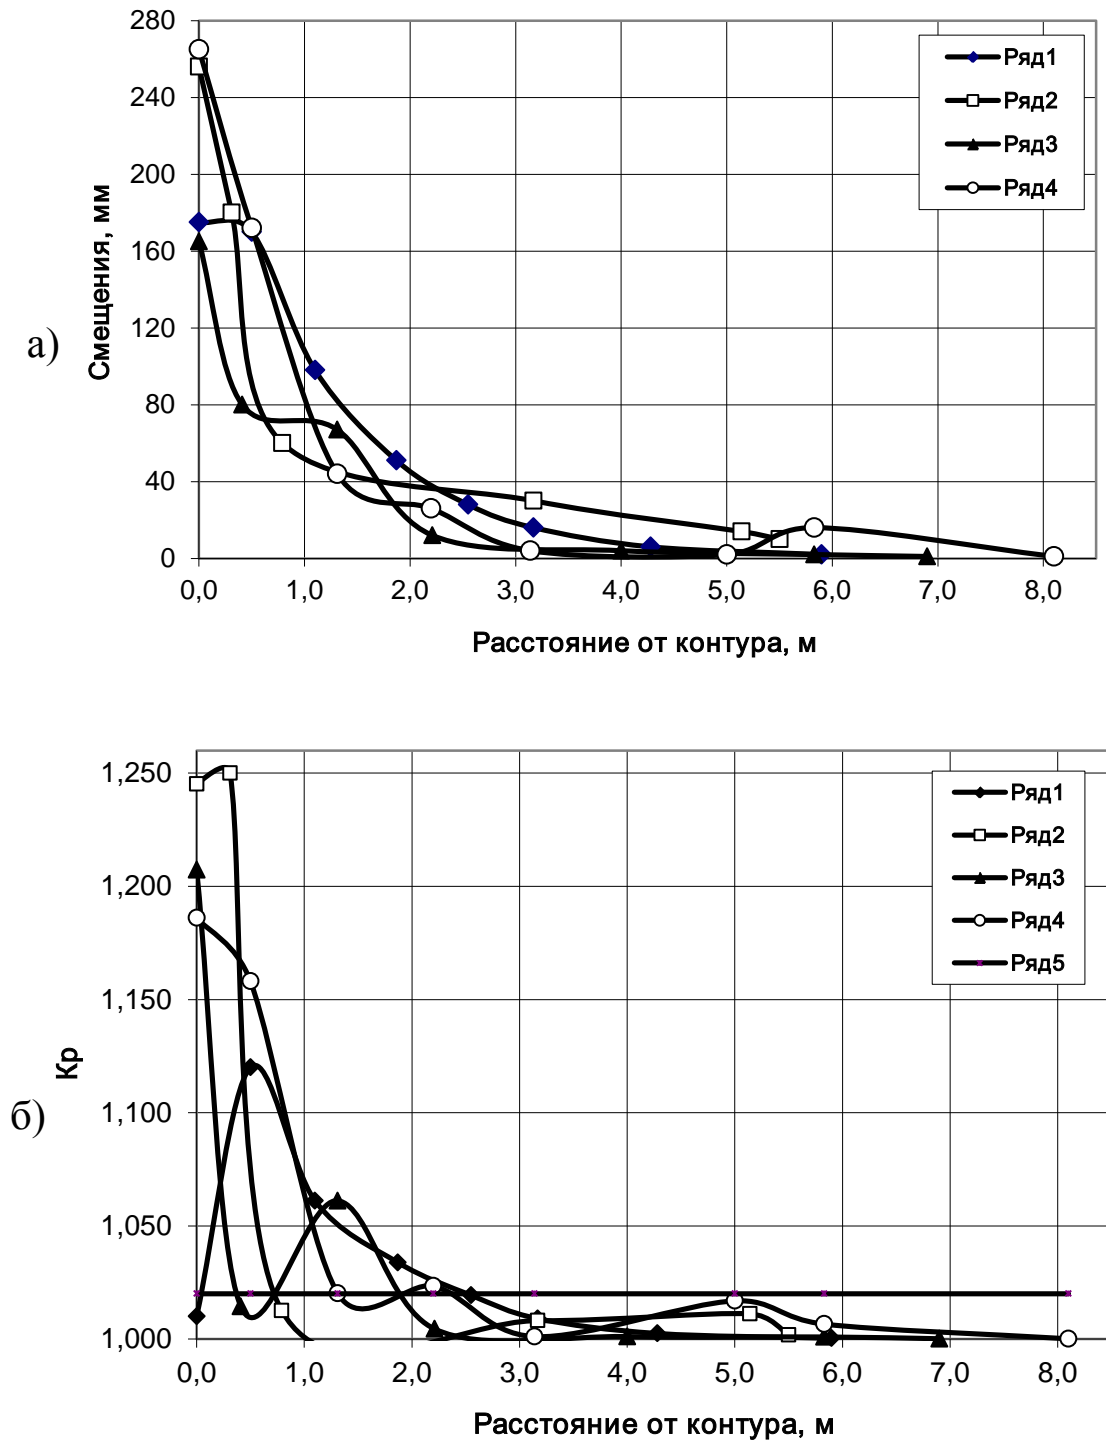 280
240
200
160
120
80
40
0
Смещения, мм
а)
Ряд1
Ряд2
Ряд3
Ряд4
0,0 1,0 2,0 3,0 4,0 5,0 6,0 7,0 8,0
Расстояние от контура, м
1,250
1,200
1,150
1,100
1,050
1,000
Кр
б)
Ряд1
Ряд2
Ряд3
Ряд4
Ряд5
0,0 1,0 2,0 3,0 4,0 5,0 6,0 7,0 8,0
Расстояние от контура, м